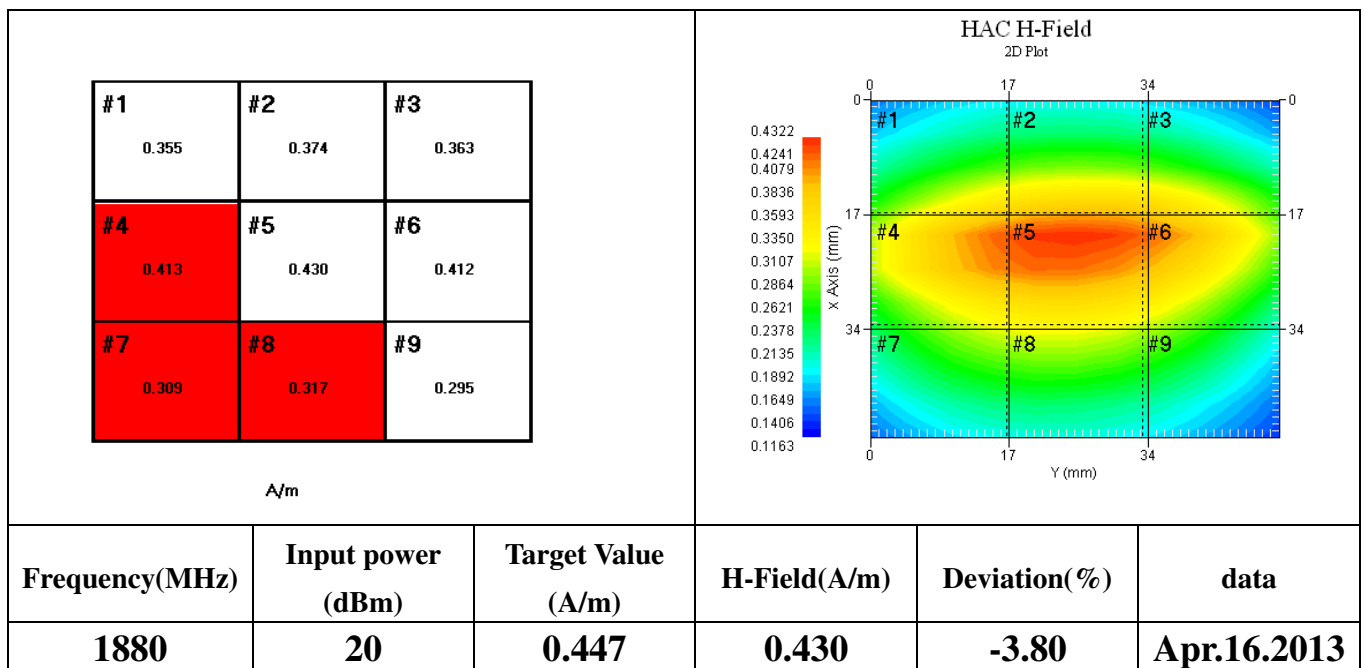 #1 #2 #3
0.355 0.374 0.363
#4 #5 #6
0.413 0.430 0.412
#7 #8 #9
0.309 0.317 0.295
A/m
HAC H-Field
2D Plot
0 17 34
0 0
#1 #2 #3
17 17
#4 #5 #6
34 34
#7 #8 #9
0 17 34
Y (mm)
x Axis (mm)
0.4322
0.4241
0.4079
0.3836
0.3593
0.3350
0.3107
0.2864
0.2621
0.2378
0.2135
0.1892
0.1649
0.1406
0.1163
Frequency(MHz) Input power (dBm) Target Value (A/m) H-Field(A/m) Deviation(%) data
1880 20 0.447 0.430 -3.80 Apr.16.2013